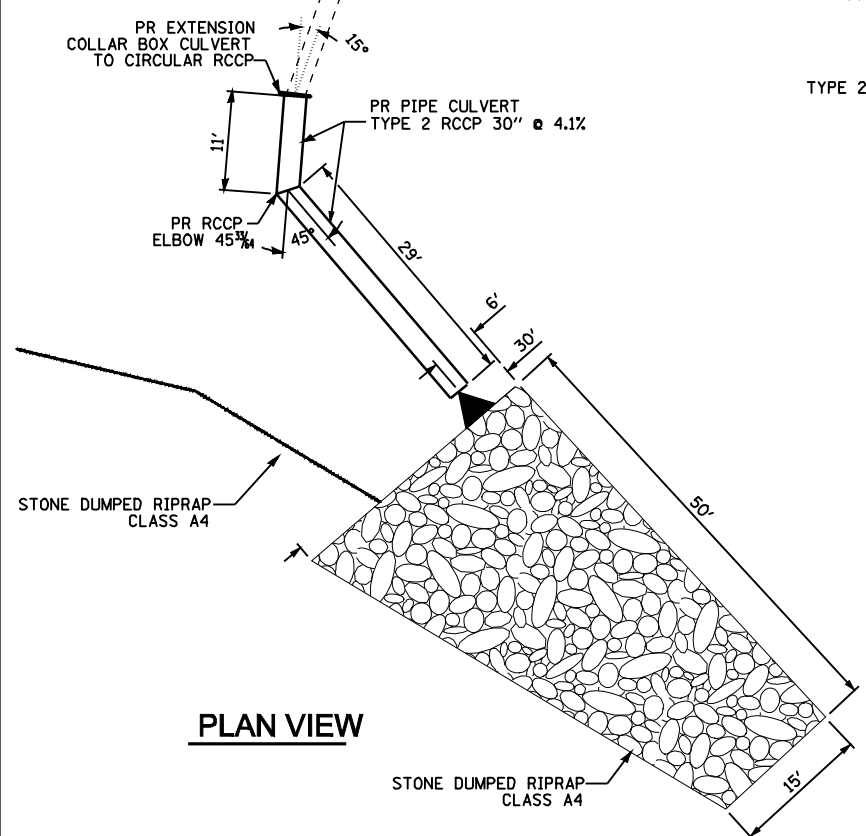 PR EXTENSION
COLLAR BOX CULVERT
TO CIRCULAR RCCP
15°
TYPE 2
PR PIPE CULVERT
TYPE 2 RCCP 30" @ 4.1%
11'
PR RCCP
ELBOW 45 33/64
45°
29'
6'
30'
STONE DUMPED RIPRAP
CLASS A4
50'
PLAN VIEW
STONE DUMPED RIPRAP
CLASS A4
15'